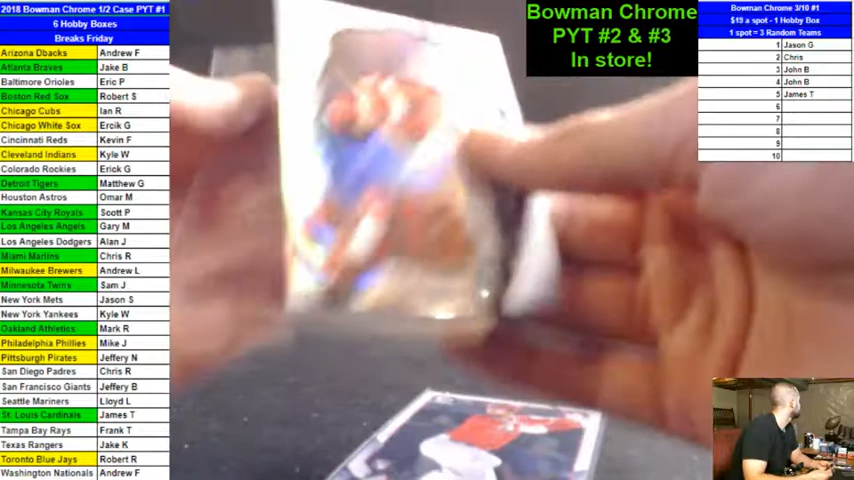 2018 Bowman Chrome 1/2 Case PYT #1
6 Hobby Boxes
Breaks Friday
Arizona Dbacks Andrew F
Atlanta Braves Jake B
Baltimore Orioles Eric P
Boston Red Sox Robert S
Chicago Cubs Ian R
Chicago White Sox Ercik G
Cincinnati Reds Kevin F
Cleveland Indians Kyle W
Colorado Rockies Erick G
Detroit Tigers Matthew G
Houston Astros Omar M
Kansas City Royals Scott P
Los Angeles Angels Gary M
Los Angeles Dodgers Alan J
Miami Marlins Chris R
Milwaukee Brewers Andrew L
Minnesota Twins Sam J
New York Mets Jason S
New York Yankees Kyle W
Oakland Athletics Mark R
Philadelphia Phillies Mike J
Pittsburgh Pirates Jeffery N
San Diego Padres Chris R
San Francisco Giants Jeffery B
Seattle Mariners Lloyd L
St. Louis Cardinals James T
Tampa Bay Rays Frank T
Texas Rangers Jake K
Toronto Blue Jays Robert R
Washington Nationals Andrew F
Bowman Chrome
PYT #2 & #3
In store!
Bowman Chrome 3/10 #1
$19 a spot - 1 Hobby Box
1 spot = 3 Random Teams
1 Jason G
2 Chris
3 John B
4 John B
5 James T
6
7
8
9
10